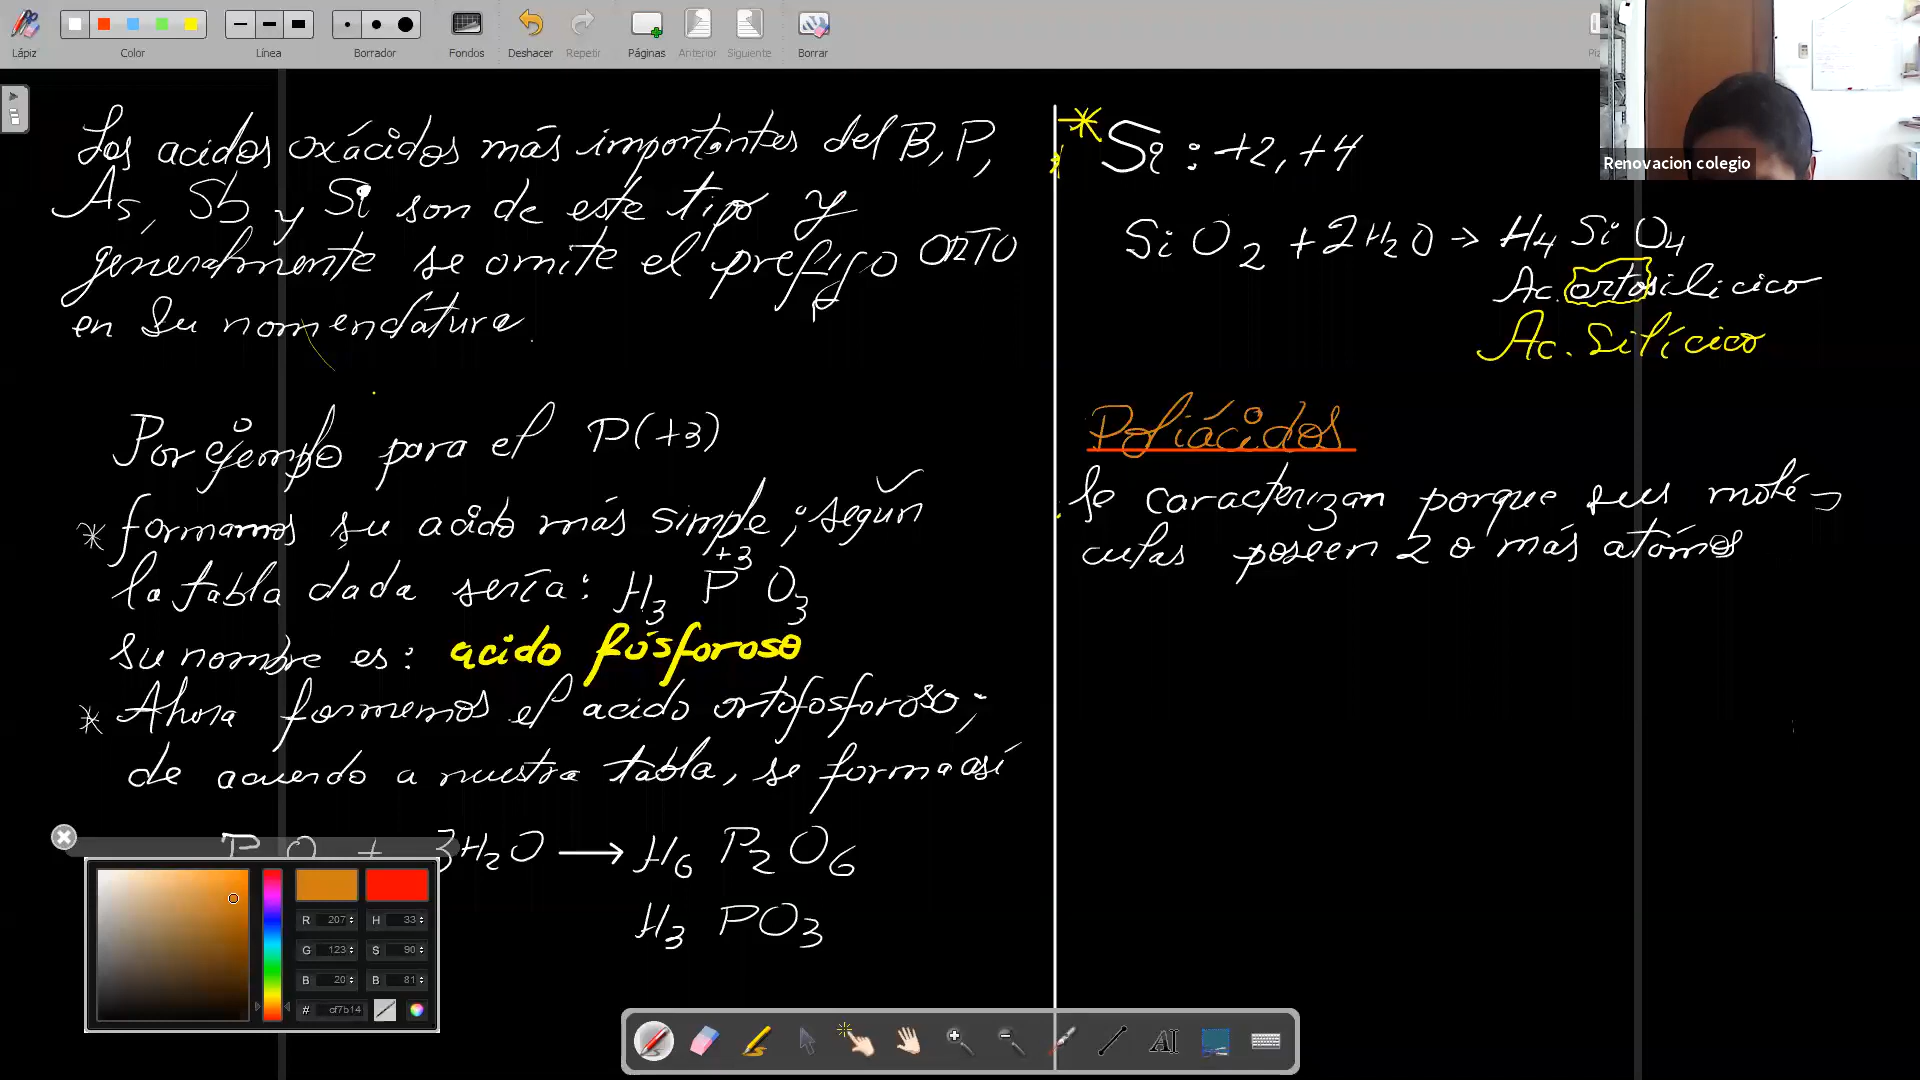 Lápiz
Color
Línea
Borrador
Fondos
Deshacer
Repetir
Páginas
Anterior
Siguiente
Borrar
Renovacion colegio
Los acidos oxácidos más importantes del B, P,
As, Sb y Si son de este tipo y
generalmente se omite el prefijo ORTO
en su nomenclatura.
Por ejemplo para el P(+3)
* formamos su acido más simple; según
la tabla dada sería: H3 P+3 O3
su nombre es: acido fósforoso
* Ahora formemos el acido ortofosforoso;
de acuerdo a nuestra tabla, se forma así
P O + 3H2O → H6 P2 O6
H3 PO3
* Si : +2, +4
SiO2 + 2H2O → H4 SiO4
Ac. ortosilicico
Ac. Silícico
Poliácidos
Se caracterizan porque sus molé-
culas poseen 2 o más atómos
R 207 H 33
G 123 S 90
B 20 B 81
# cf7b14